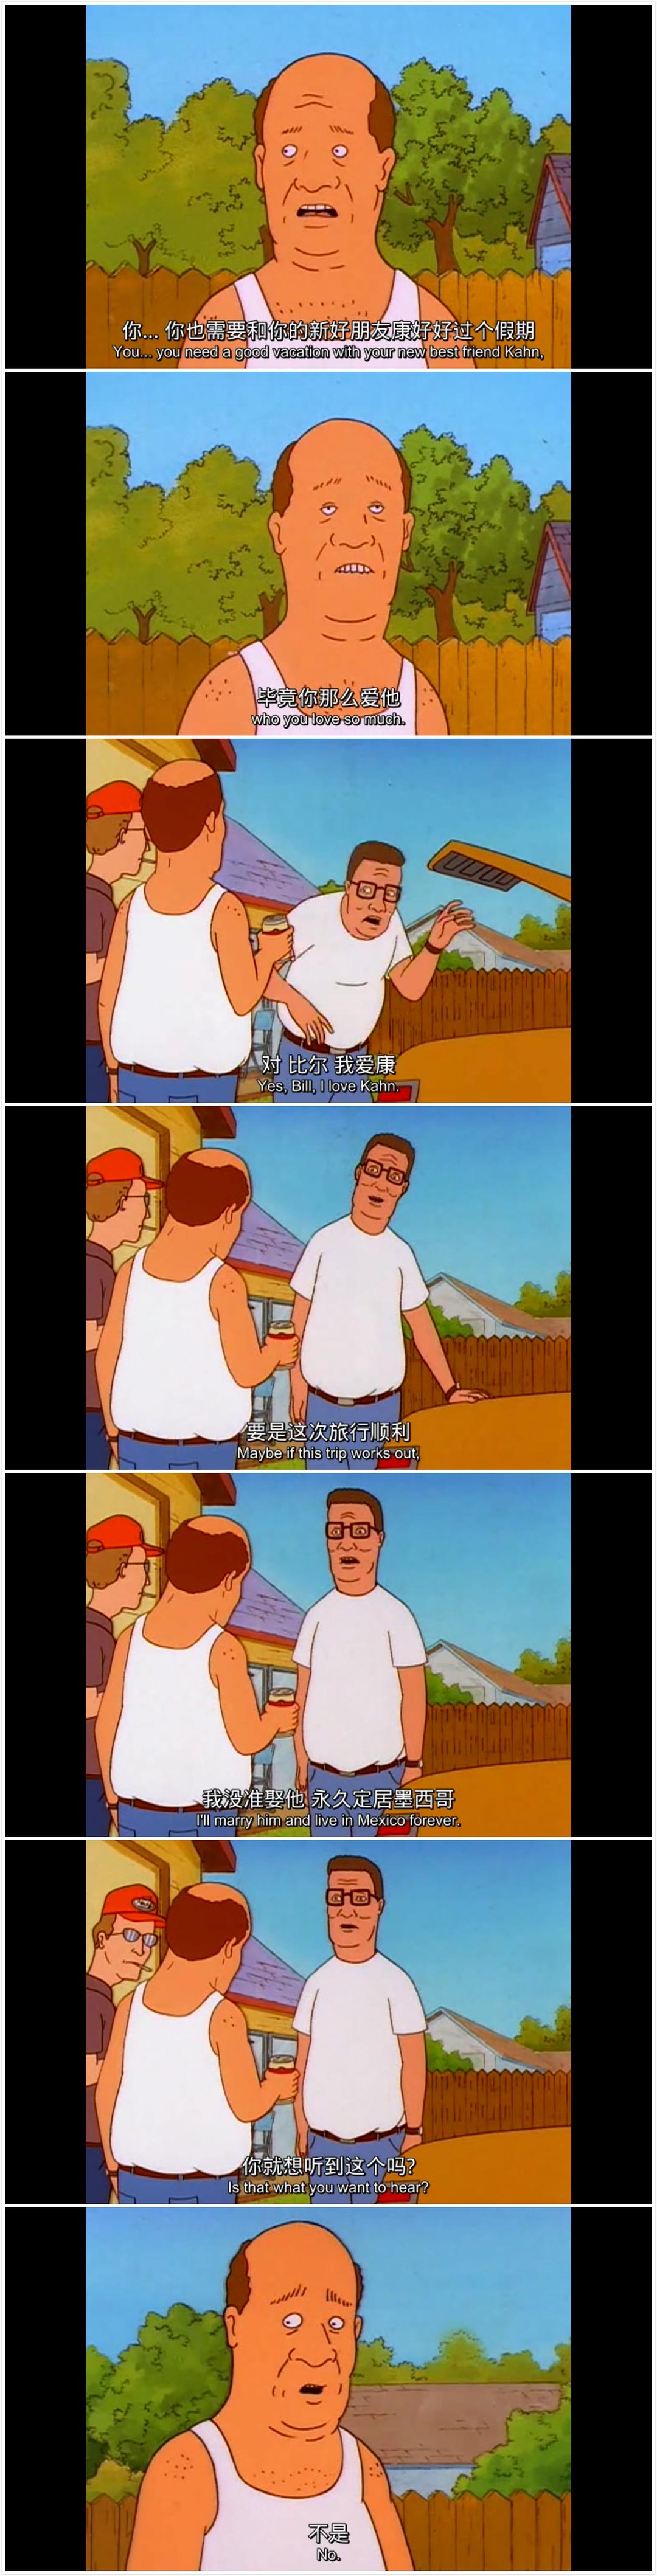 你... 你也需要和你的新好朋友康好好过个假期
You... you need a good vacation with your new best friend Kahn,
毕竟你那么爱他
who you love so much.
对 比尔 我爱康
Yes, Bill, I love Kahn.
要是这次旅行顺利
Maybe if this trip works out,
我没准娶他 永久定居墨西哥
I'll marry him and live in Mexico forever.
你就想听到这个吗?
Is that what you want to hear?
不是
No.